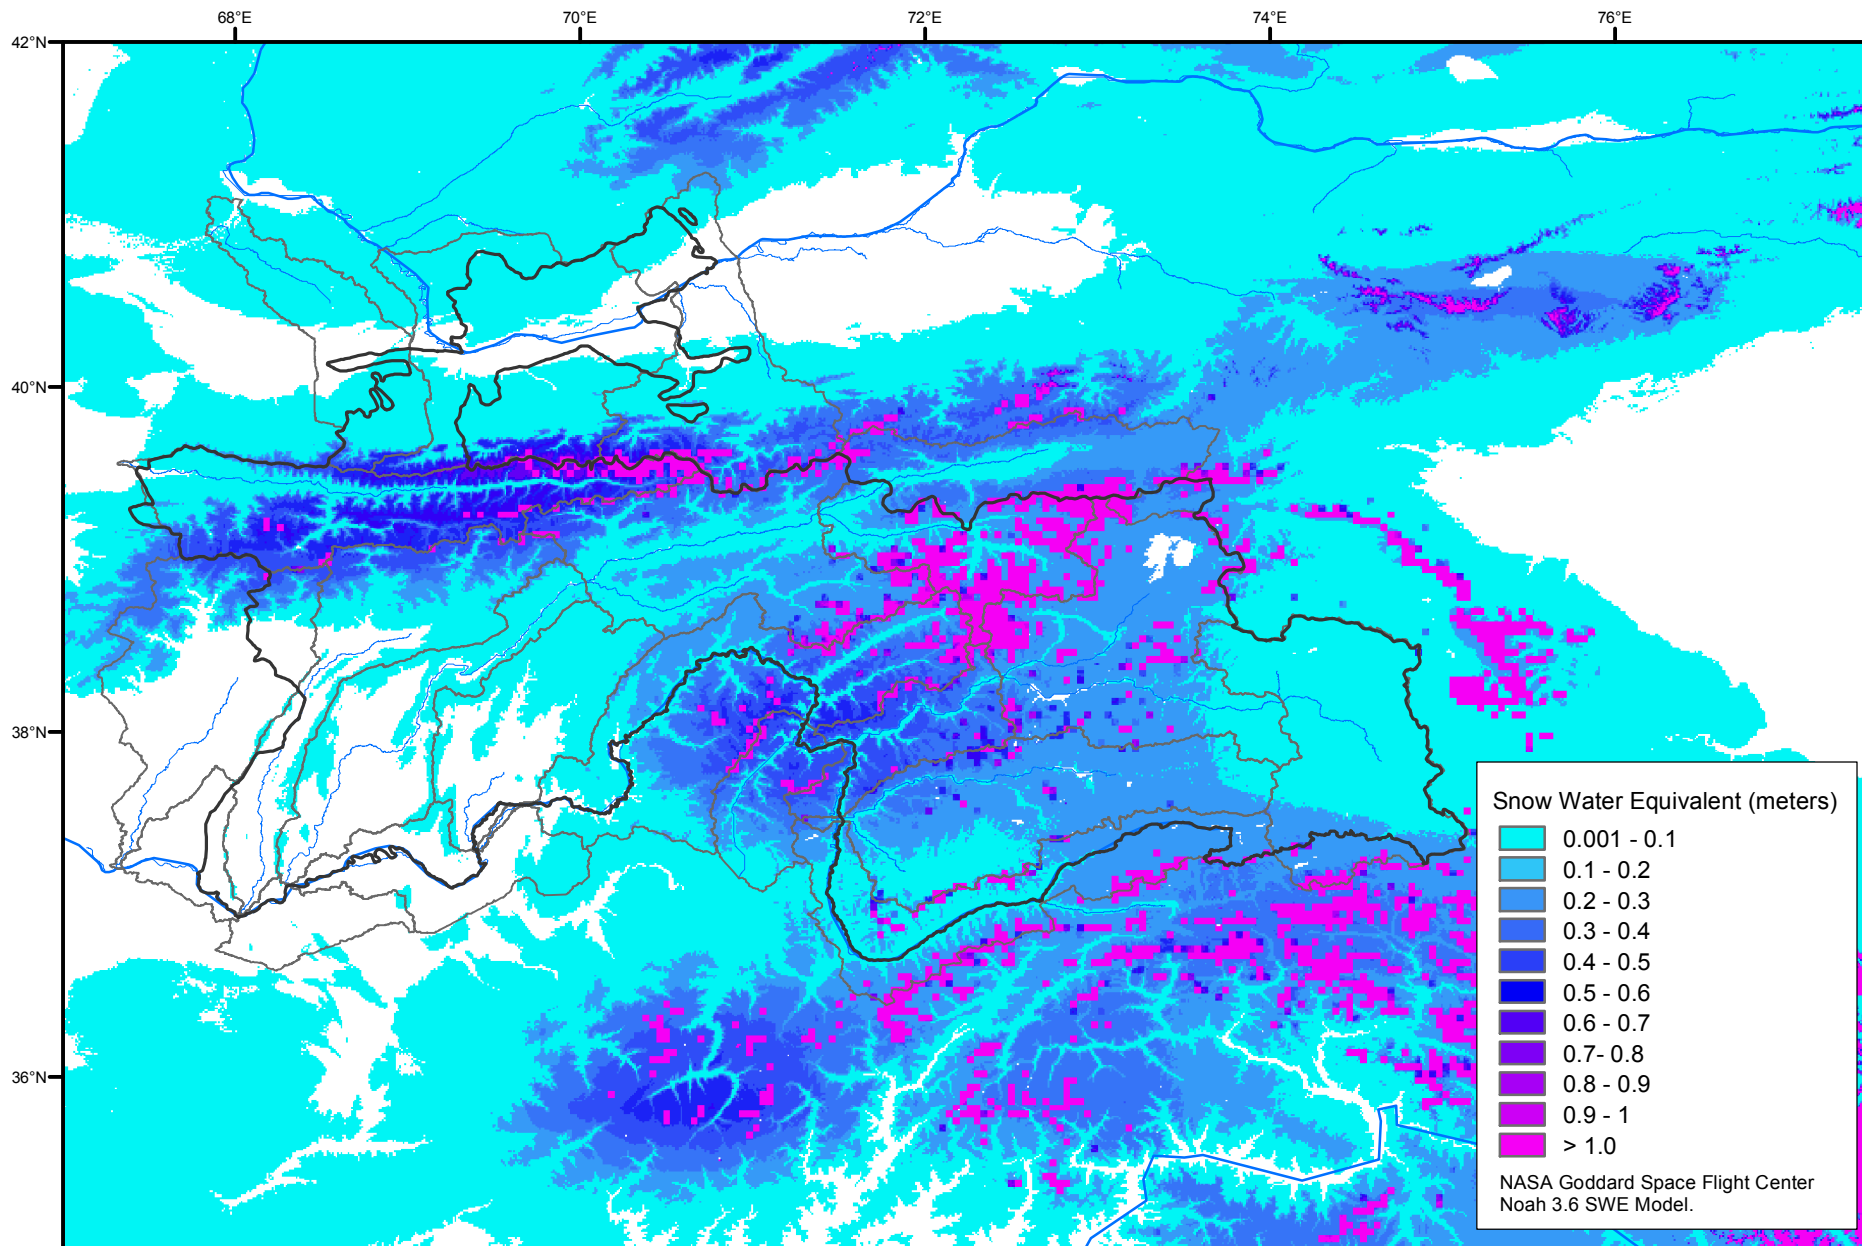 68°E
70°E
72°E
74°E
76°E
42°N
40°N
38°N
36°N
Snow Water Equivalent (meters)
0.001 - 0.1
0.1 - 0.2
0.2 - 0.3
0.3 - 0.4
0.4 - 0.5
0.5 - 0.6
0.6 - 0.7
0.7- 0.8
0.8 - 0.9
0.9 - 1
> 1.0
NASA Goddard Space Flight Center
Noah 3.6 SWE Model.